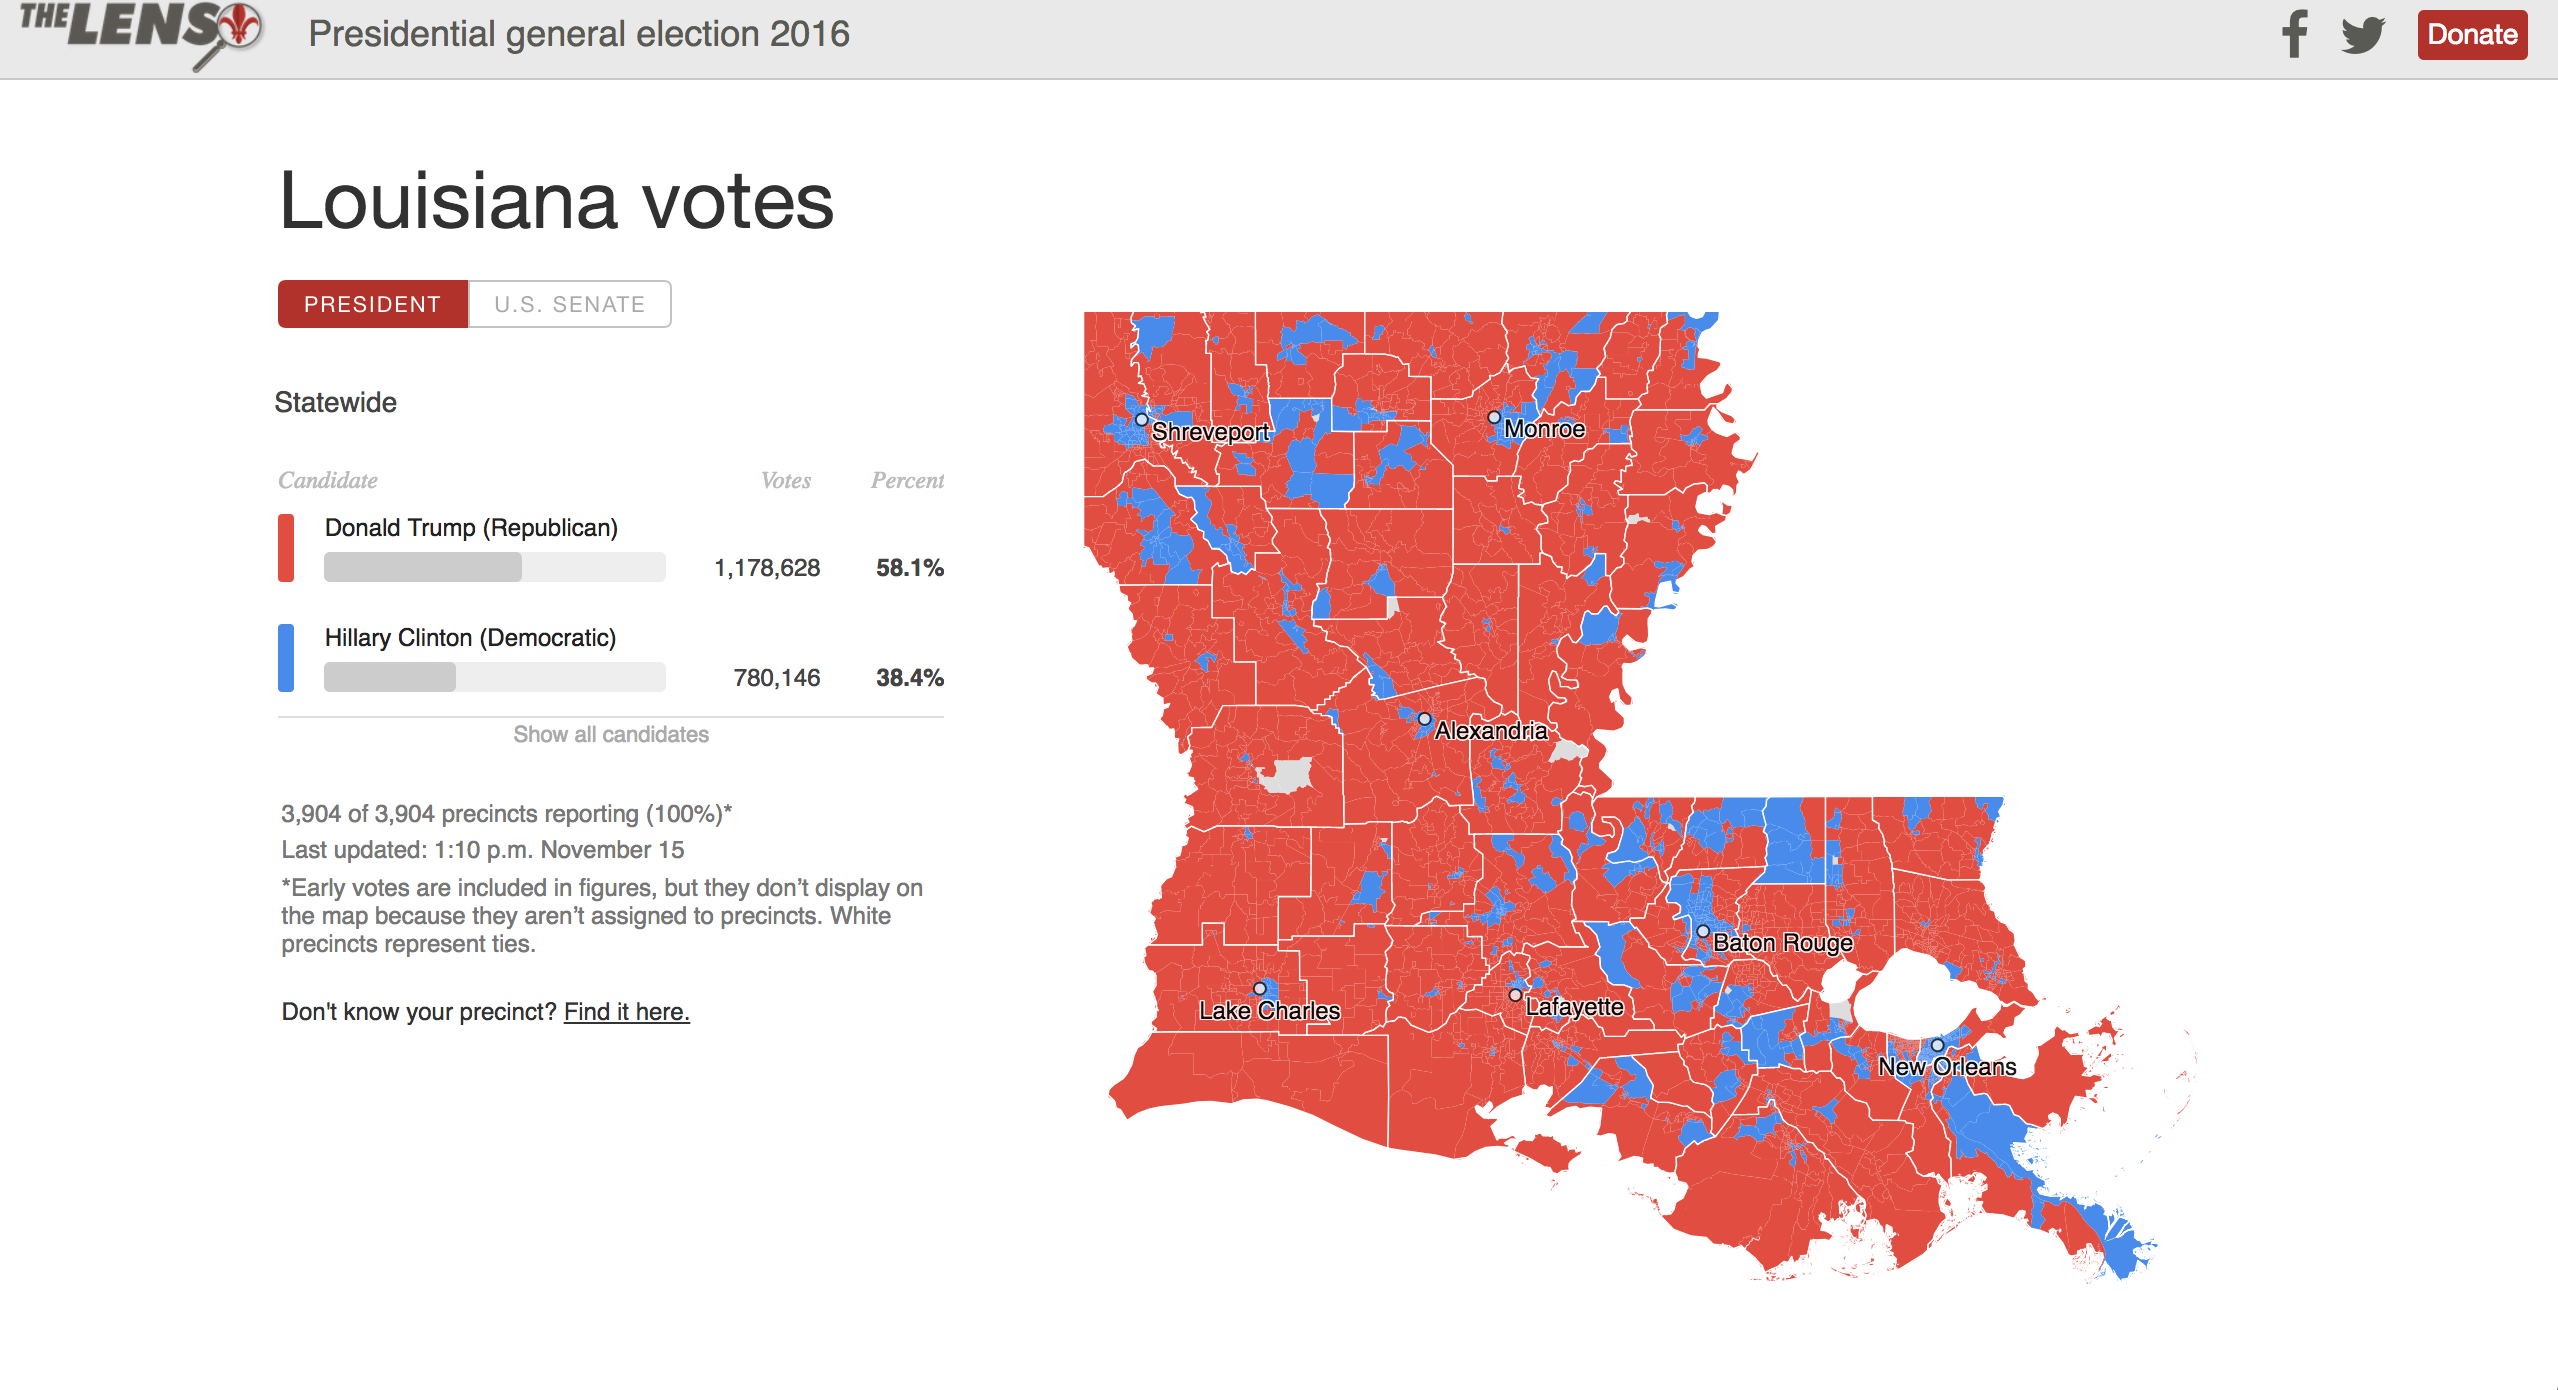 THE LENS
Presidential general election 2016
Donate
Louisiana votes
PRESIDENT
U.S. SENATE
Statewide
Candidate Votes Percent
Donald Trump (Republican)
1,178,628 58.1%
Hillary Clinton (Democratic)
780,146 38.4%
Show all candidates
3,904 of 3,904 precincts reporting (100%)*
Last updated: 1:10 p.m. November 15
*Early votes are included in figures, but they don’t display on
the map because they aren’t assigned to precincts. White
precincts represent ties.
Don't know your precinct? Find it here.
Shreveport
Monroe
Alexandria
Baton Rouge
Lake Charles
Lafayette
New Orleans